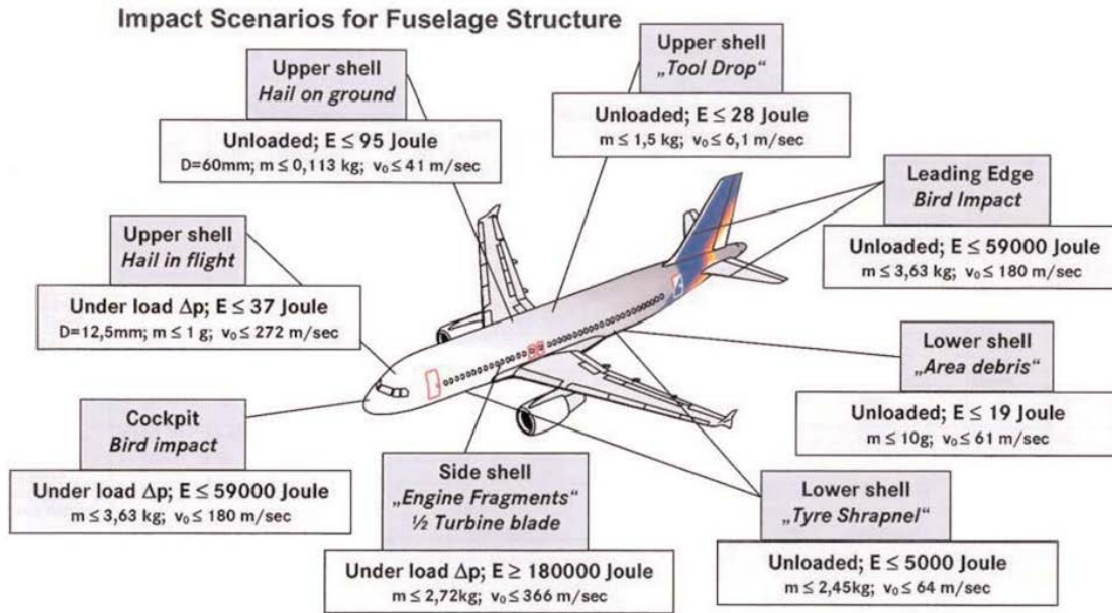 Impact Scenarios for Fuselage Structure
Upper shell
Hail on ground
Unloaded; E ≤ 95 Joule
D=60mm; m ≤ 0,113 kg; v₀ ≤ 41 m/sec
Upper shell
„Tool Drop“
Unloaded; E ≤ 28 Joule
m ≤ 1,5 kg; v₀ ≤ 6,1 m/sec
Leading Edge
Bird Impact
Unloaded; E ≤ 59000 Joule
m ≤ 3,63 kg; v₀ ≤ 180 m/sec
Upper shell
Hail in flight
Under load Δp; E ≤ 37 Joule
D=12,5mm; m ≤ 1 g; v₀ ≤ 272 m/sec
Lower shell
„Area debris“
Unloaded; E ≤ 19 Joule
m ≤ 10g; v₀ ≤ 61 m/sec
Cockpit
Bird impact
Under load Δp; E ≤ 59000 Joule
m ≤ 3,63 kg; v₀ ≤ 180 m/sec
Side shell
„Engine Fragments“
½ Turbine blade
Under load Δp; E ≥ 180000 Joule
m ≤ 2,72kg; v₀ ≤ 366 m/sec
Lower shell
„Tyre Shrapnel“
Unloaded; E ≤ 5000 Joule
m ≤ 2,45kg; v₀ ≤ 64 m/sec